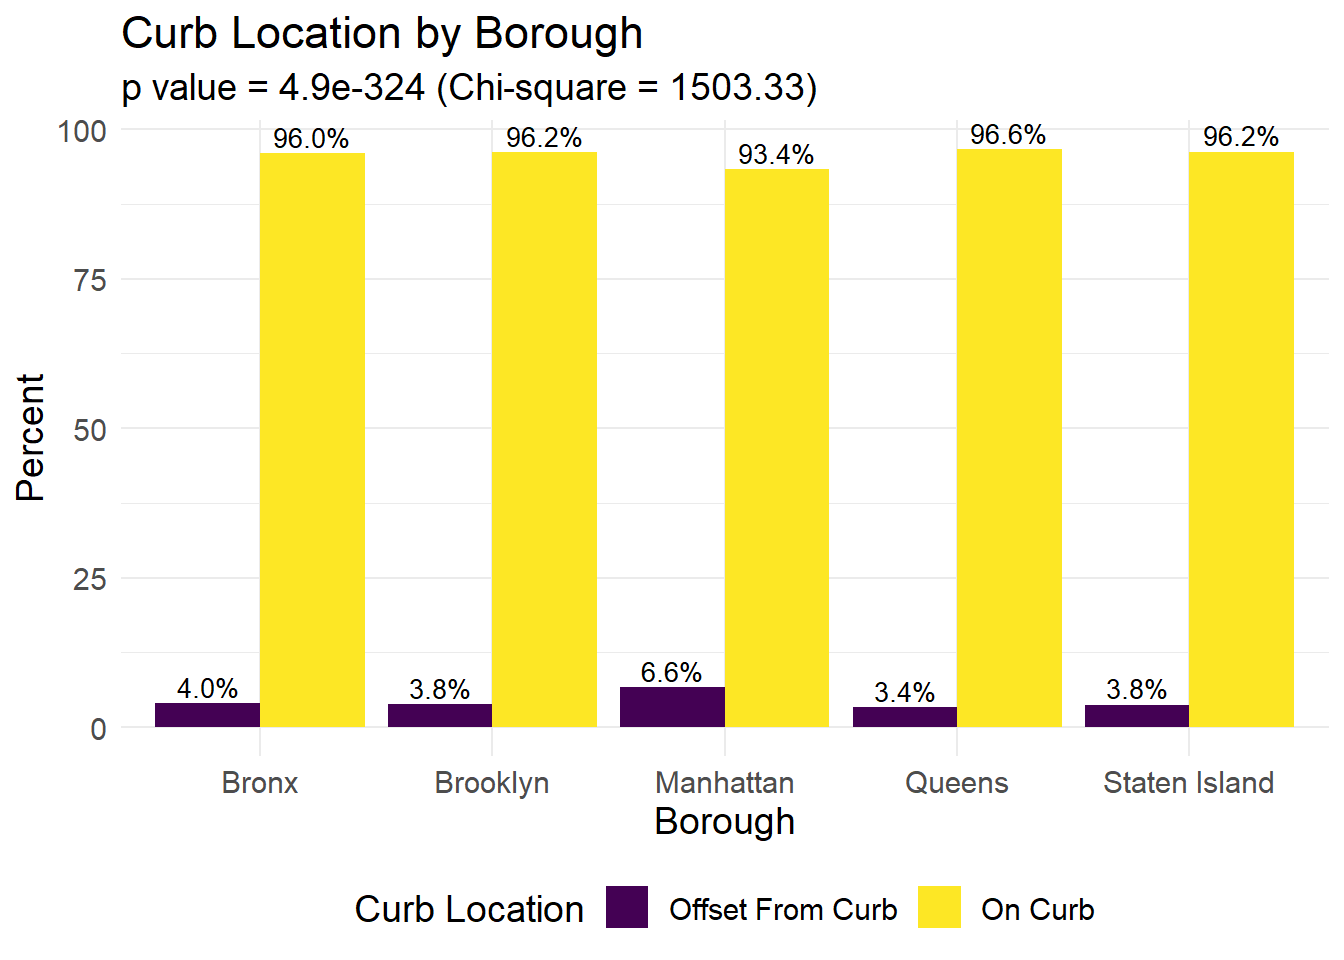 Curb Location by Borough
p value = 4.9e-324 (Chi-square = 1503.33)
100
75
50
25
0
Percent
96.0%
96.2%
93.4%
96.6%
96.2%
4.0%
3.8%
6.6%
3.4%
3.8%
Bronx
Brooklyn
Manhattan
Queens
Staten Island
Borough
Curb Location
Offset From Curb
On Curb